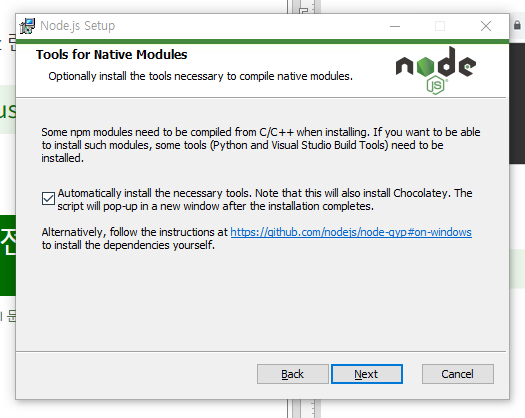 Node.js Setup
Tools for Native Modules
Optionally install the tools necessary to compile native modules.
node
JS
Some npm modules need to be compiled from C/C++ when installing. If you want to be able
to install such modules, some tools (Python and Visual Studio Build Tools) need to be
installed.
Automatically install the necessary tools. Note that this will also install Chocolatey. The
script will pop-up in a new window after the installation completes.
Alternatively, follow the instructions at https://github.com/nodejs/node-gyp#on-windows
to install the dependencies yourself.
us
전
문
Back
Next
Cancel